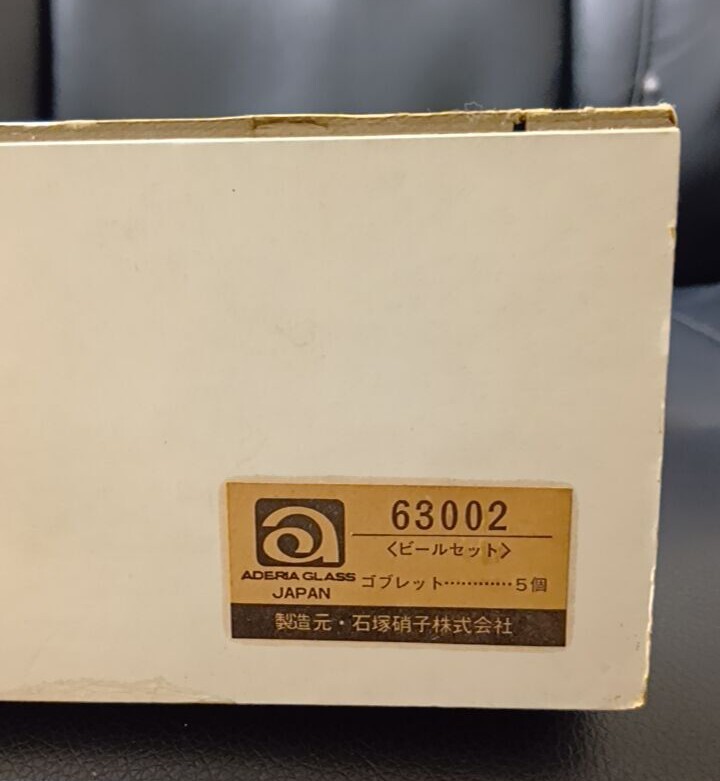 63002
〈ビールセット〉
ADERIA GLASS
JAPAN
ゴブレット…………5個
製造元・石塚硝子株式会社